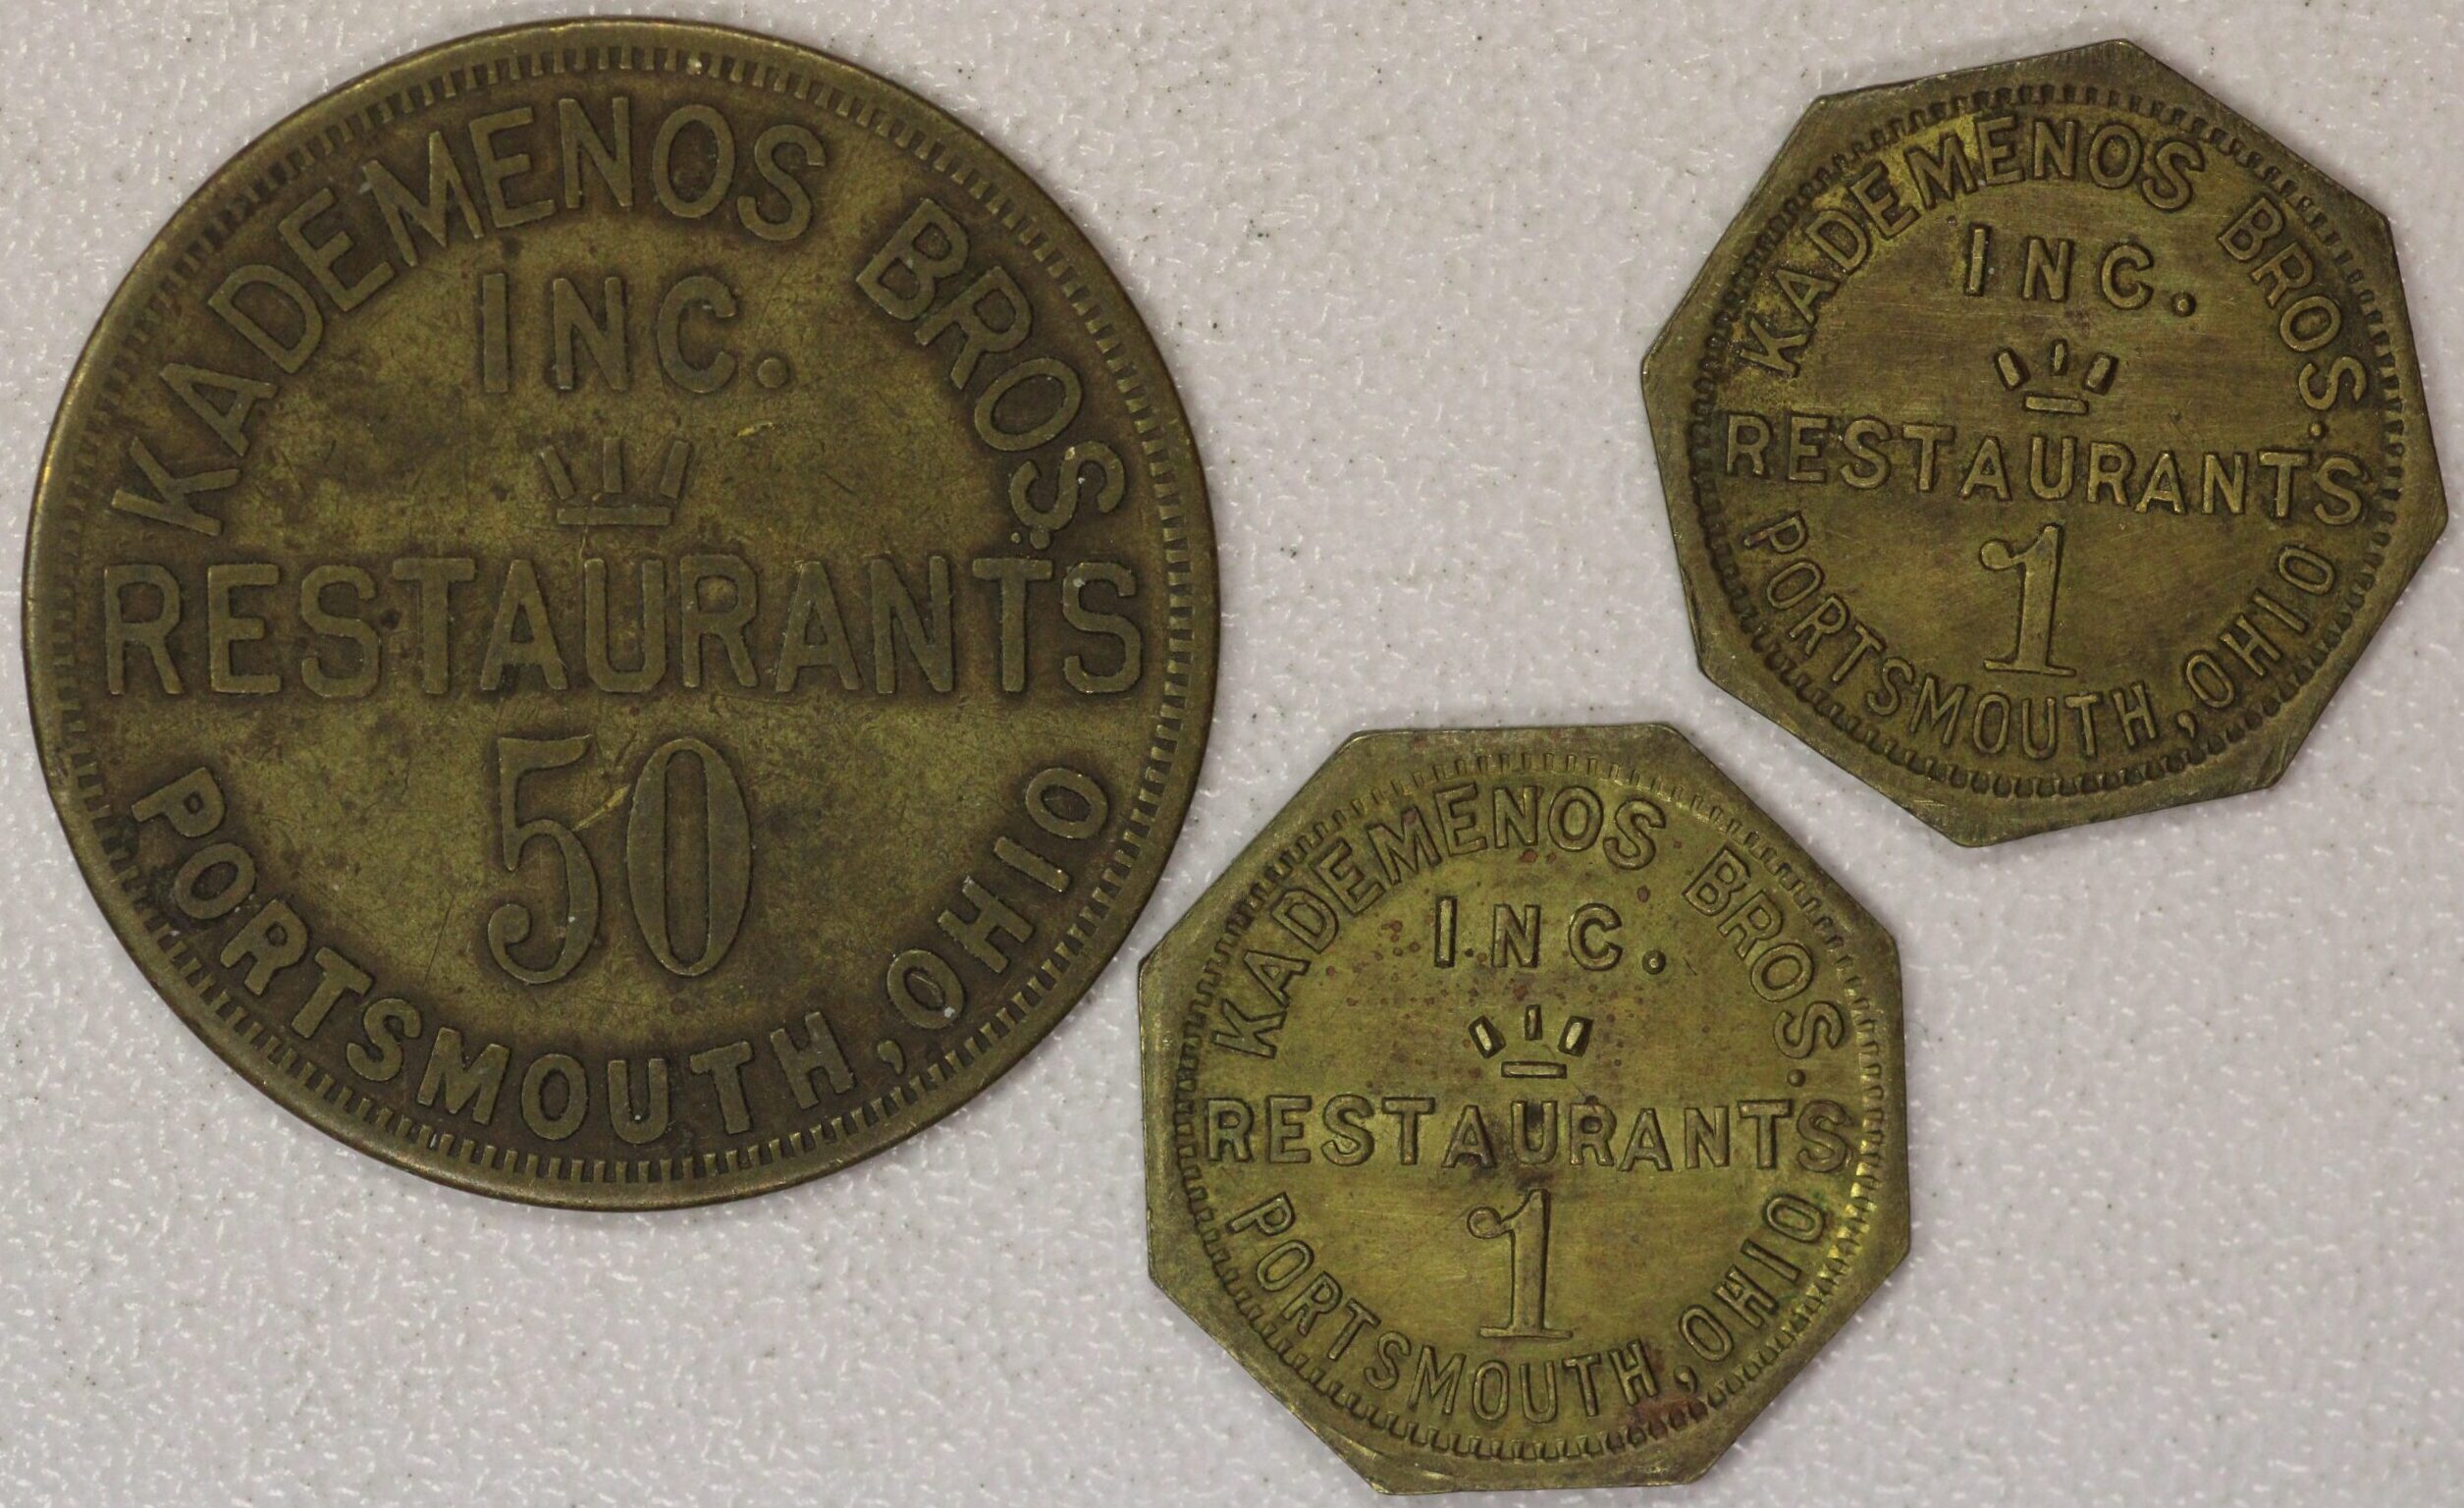 KADEMENOS BROS.
INC.
RESTAURANTS
50
PORTSMOUTH, OHIO
KADEMENOS BROS.
INC.
RESTAURANTS
1
PORTSMOUTH, OHIO
KADEMENOS BROS.
INC.
RESTAURANTS
1
PORTSMOUTH, OHIO